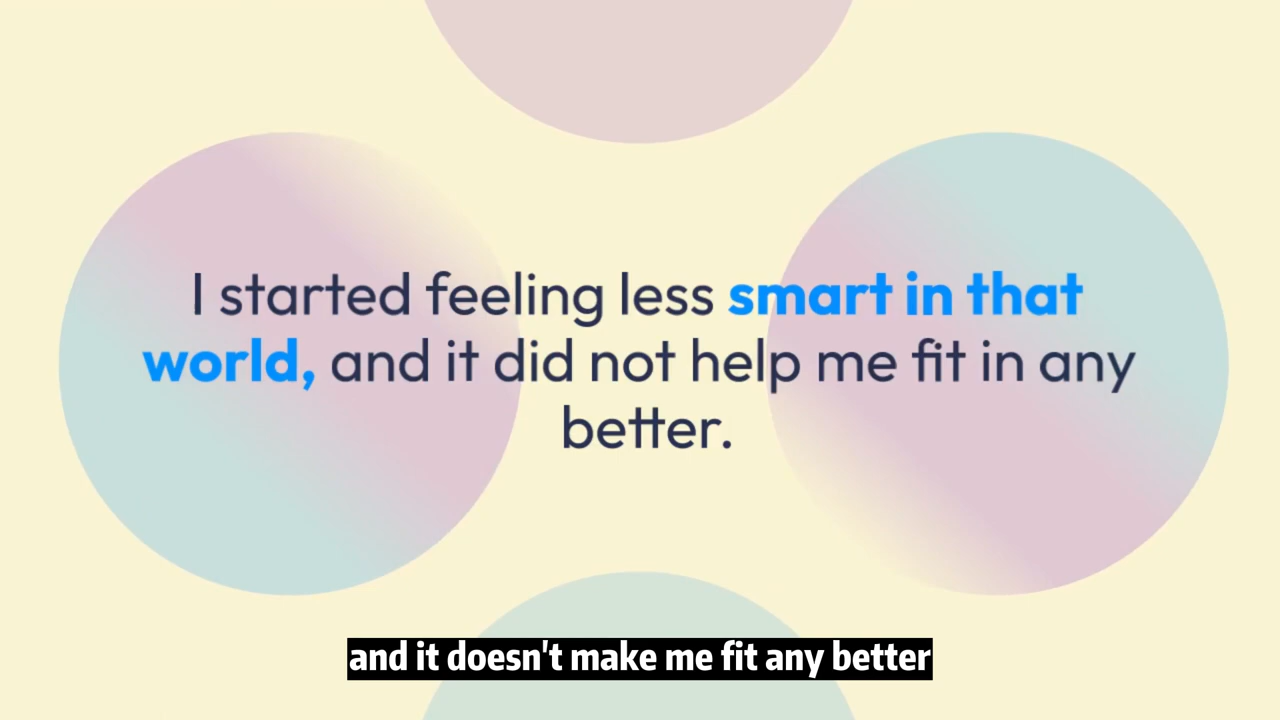 I started feeling less smart in that
world, and it did not help me fit in any
better.
and it doesn't make me fit any better